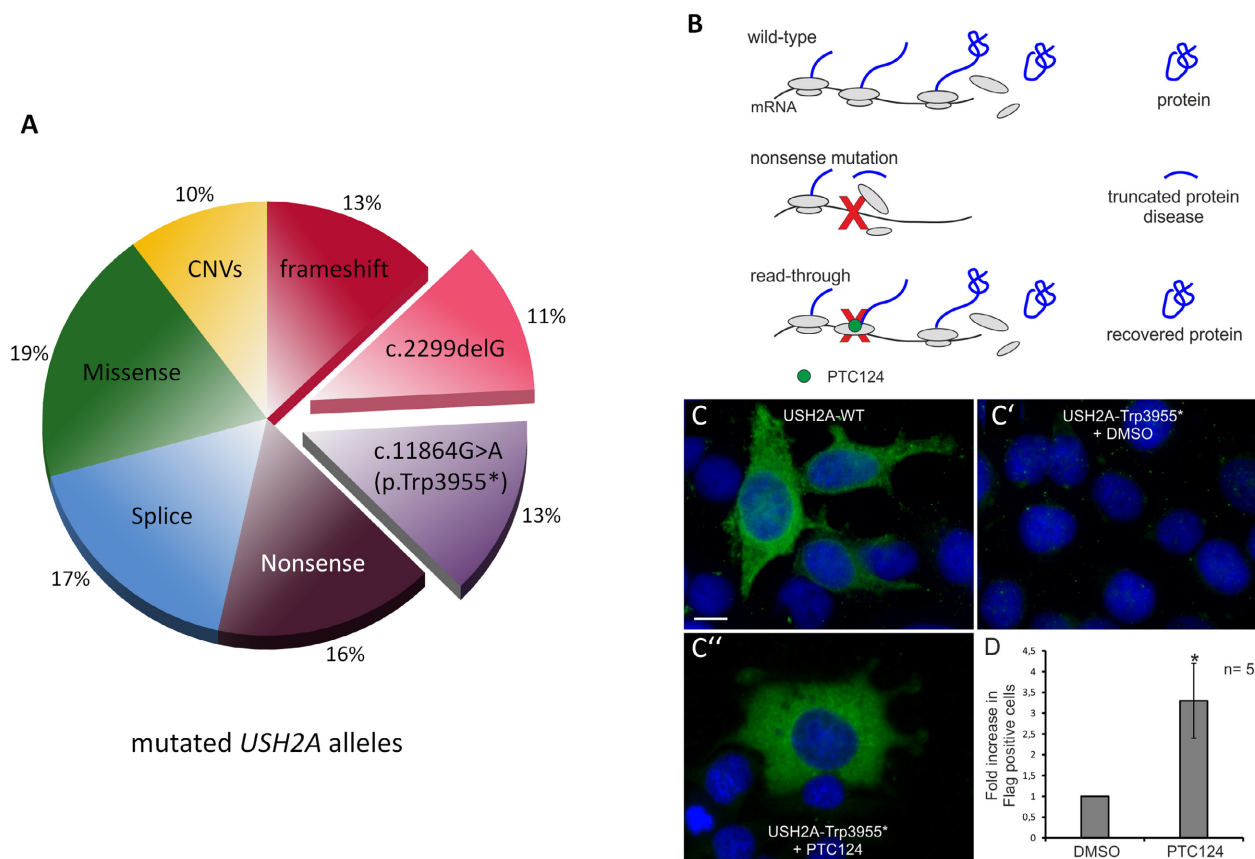 A
10%
13%
CNVs
frameshift
11%
c.2299delG
19%
Missense
c.11864G>A
(p.Trp3955*)
13%
Splice
Nonsense
17%
16%
mutated USH2A alleles
B
wild-type
mRNA
protein
nonsense mutation
truncated protein
disease
read-through
recovered protein
PTC124
C
USH2A-WT
C'
USH2A-Trp3955*
+ DMSO
C''
USH2A-Trp3955*
+ PTC124
D
Fold increase in
Flag positive cells
4,5
4
3,5
3
2,5
2
1,5
1
0,5
0
*
n= 5
DMSO
PTC124